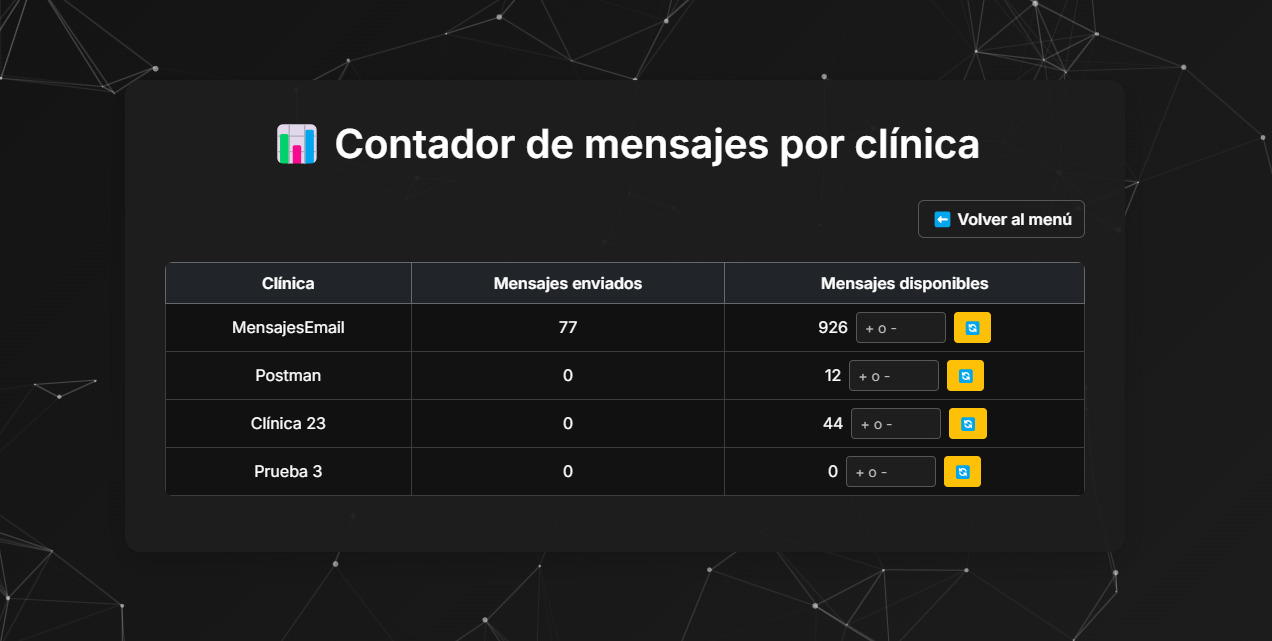 Contador de mensajes por clínica
Volver al menú
Clínica Mensajes enviados Mensajes disponibles
MensajesEmail 77 926 + o -
Postman 0 12 + o -
Clínica 23 0 44 + o -
Prueba 3 0 0 + o -